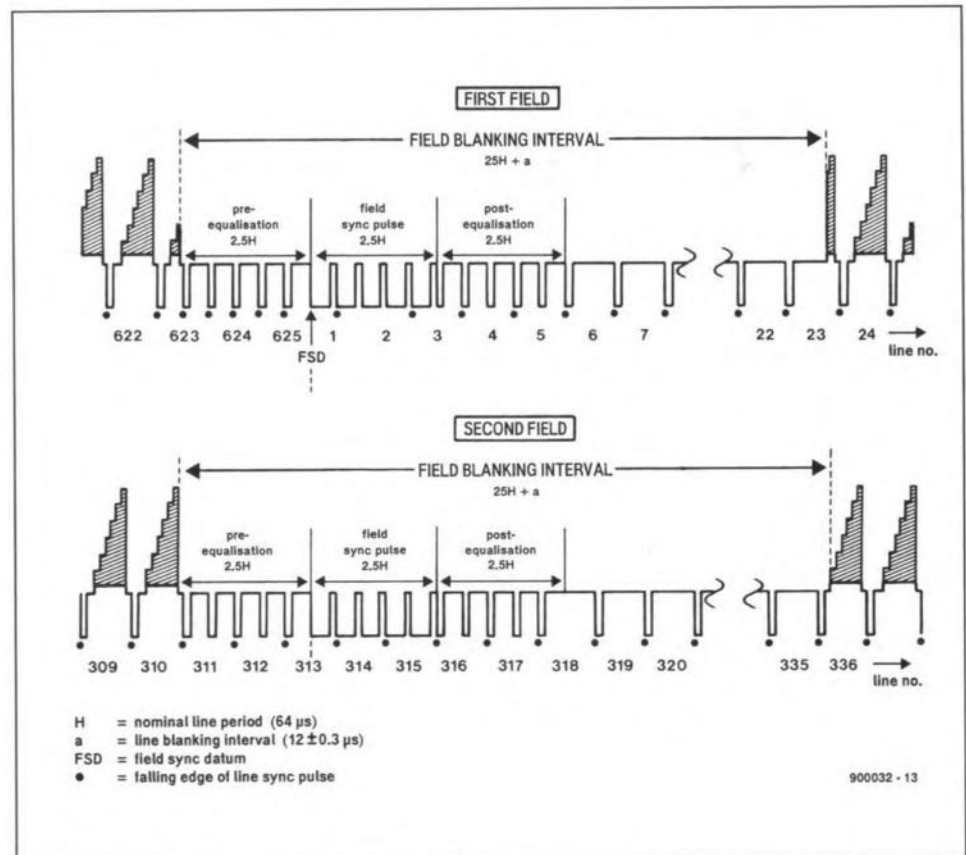 FIRST FIELD
FIELD BLANKING INTERVAL
25H + a
pre-
equalisation
2.5H
field
sync pulse
2.5H
post-
equalisation
2.5H
622 623 624 625 1 2 3 4 5 6 7 22 23 24
FSD
line no.
SECOND FIELD
FIELD BLANKING INTERVAL
25H + a
pre-
equalisation
2.5H
field
sync pulse
2.5H
post-
equalisation
2.5H
309 310 311 312 313 314 315 316 317 318 319 320 335 336
line no.
H = nominal line period (64 µs)
a = line blanking interval (12 ± 0.3 µs)
FSD = field sync datum
● = falling edge of line sync pulse
900032 - 13